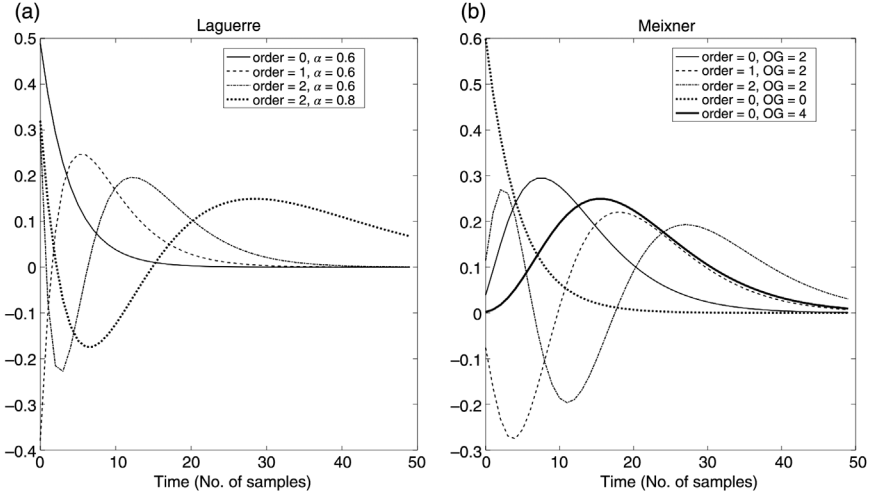 (a)
Laguerre
0.5
0.4
0.3
0.2
0.1
0
–0.1
–0.2
–0.3
–0.4
order = 0, α = 0.6
order = 1, α = 0.6
order = 2, α = 0.6
order = 2, α = 0.8
0 10 20 30 40 50
Time (No. of samples)
(b)
Meixner
0.6
0.5
0.4
0.3
0.2
0.1
0
–0.1
–0.2
–0.3
order = 0, OG = 2
order = 1, OG = 2
order = 2, OG = 2
order = 0, OG = 0
order = 0, OG = 4
0 10 20 30 40 50
Time (No. of samples)